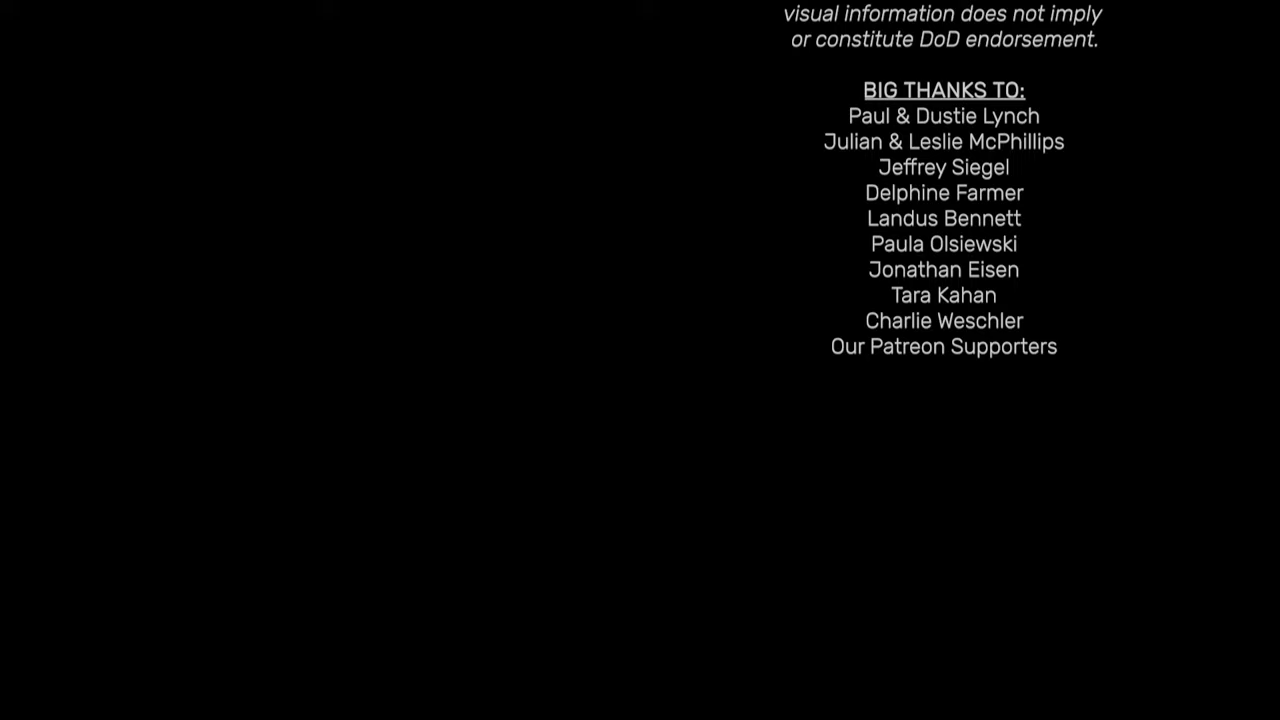 visual information does not imply
or constitute DoD endorsement.
BIG THANKS TO:
Paul & Dustie Lynch
Julian & Leslie McPhillips
Jeffrey Siegel
Delphine Farmer
Landus Bennett
Paula Olsiewski
Jonathan Eisen
Tara Kahan
Charlie Weschler
Our Patreon Supporters